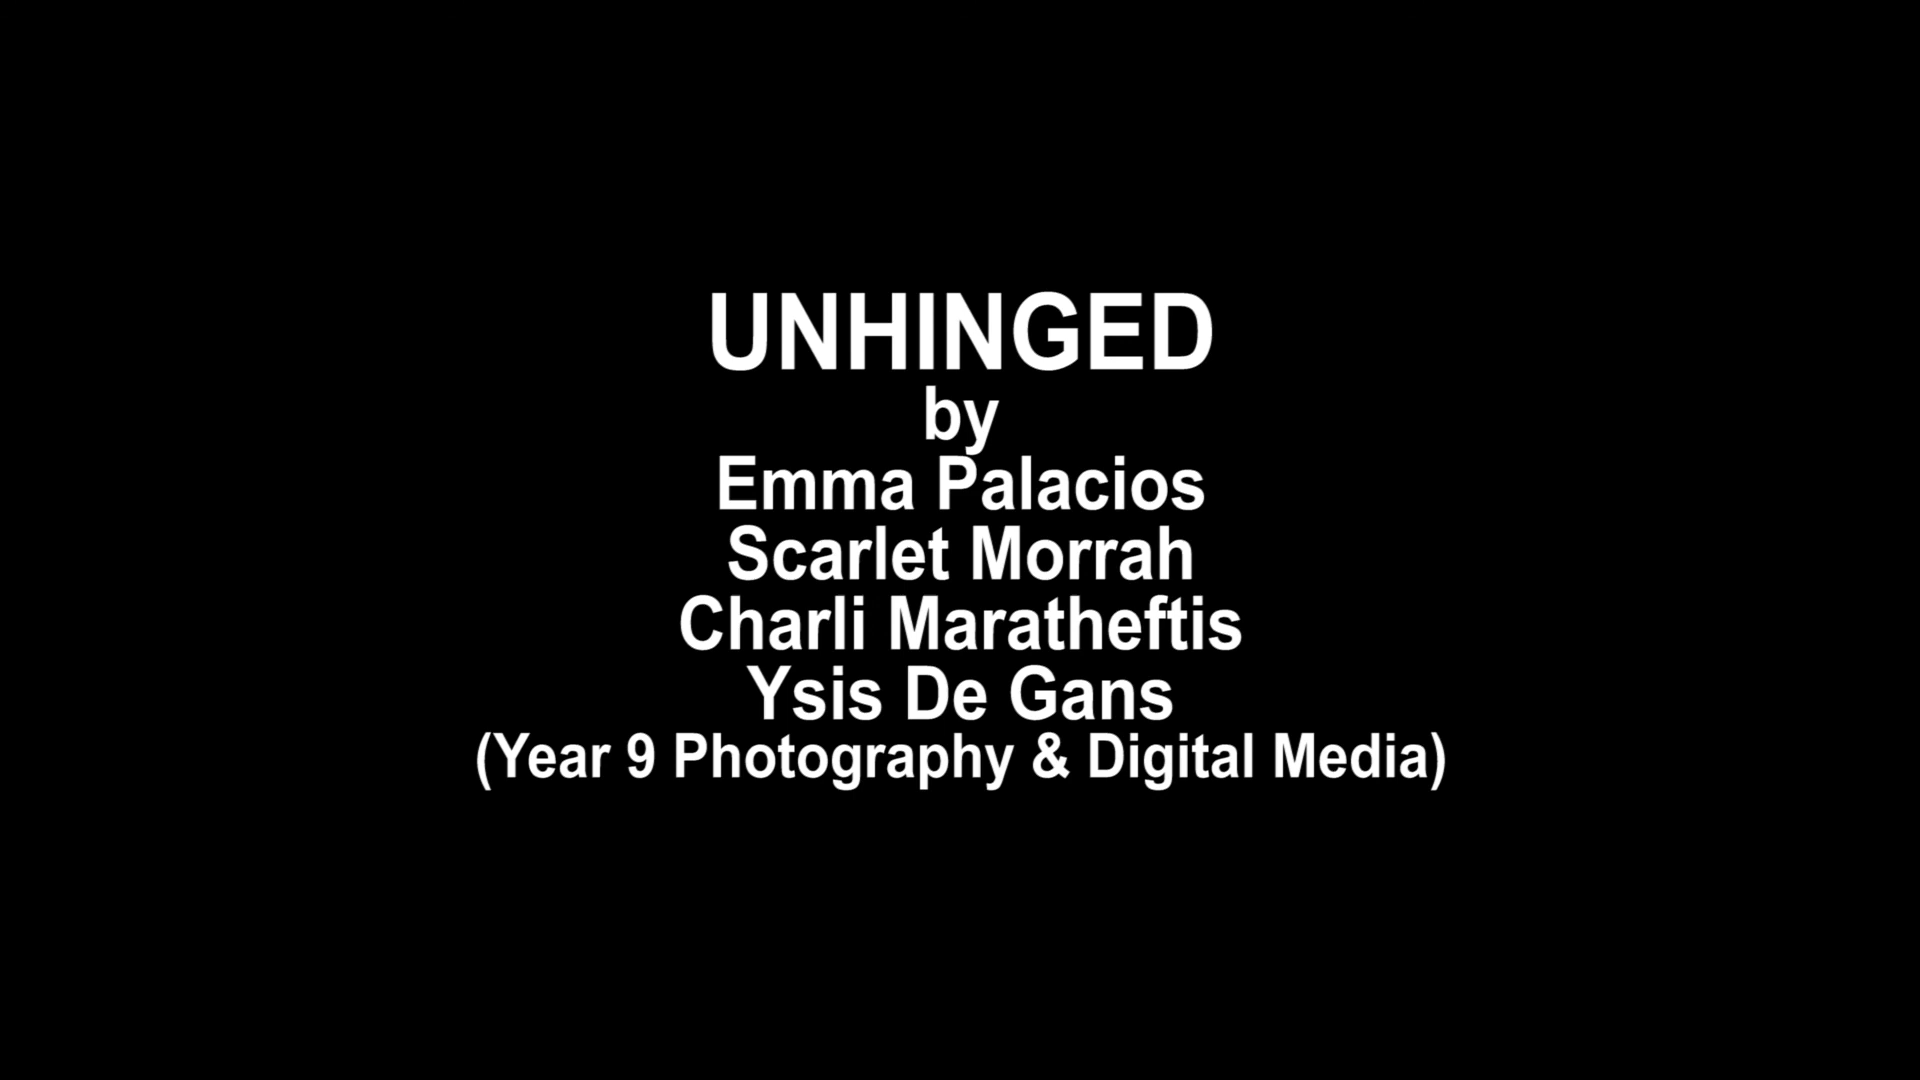 UNHINGED
by
Emma Palacios
Scarlet Morrah
Charli Maratheftis
Ysis De Gans
(Year 9 Photography & Digital Media)